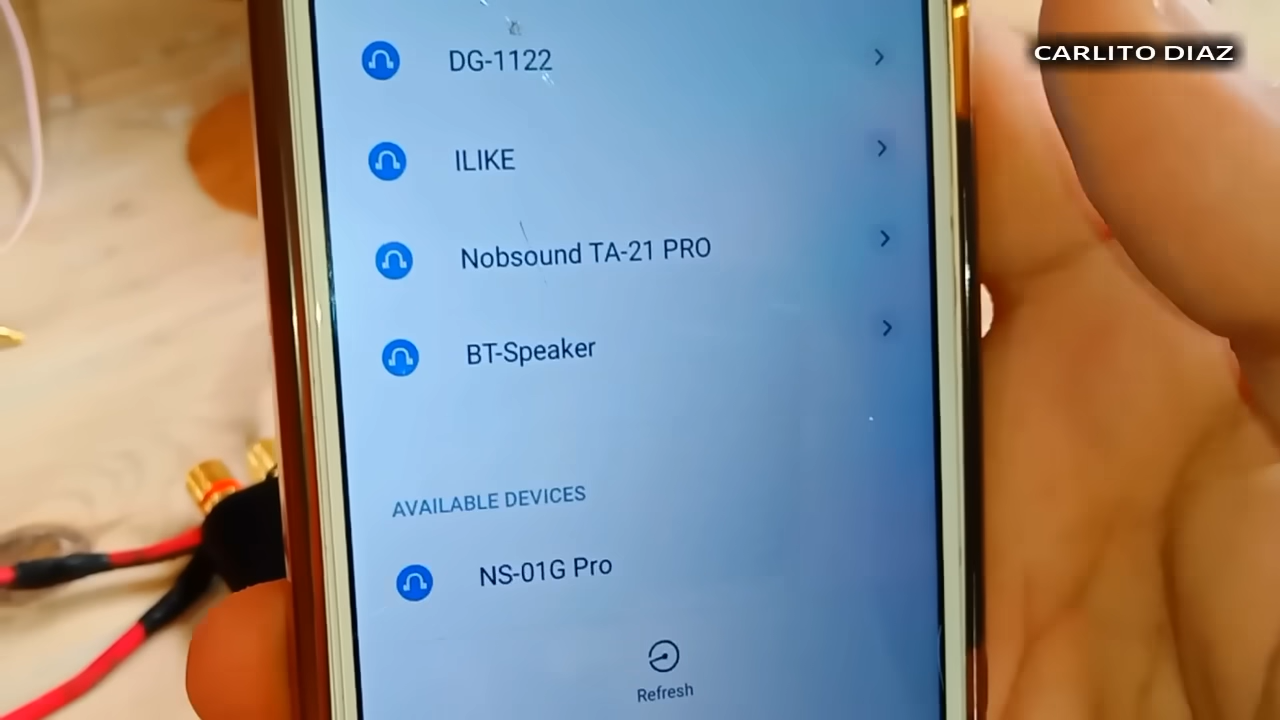 CARLITO DIAZ
DG-1122
ILIKE
Nobsound TA-21 PRO
BT-Speaker
AVAILABLE DEVICES
NS-01G Pro
Refresh